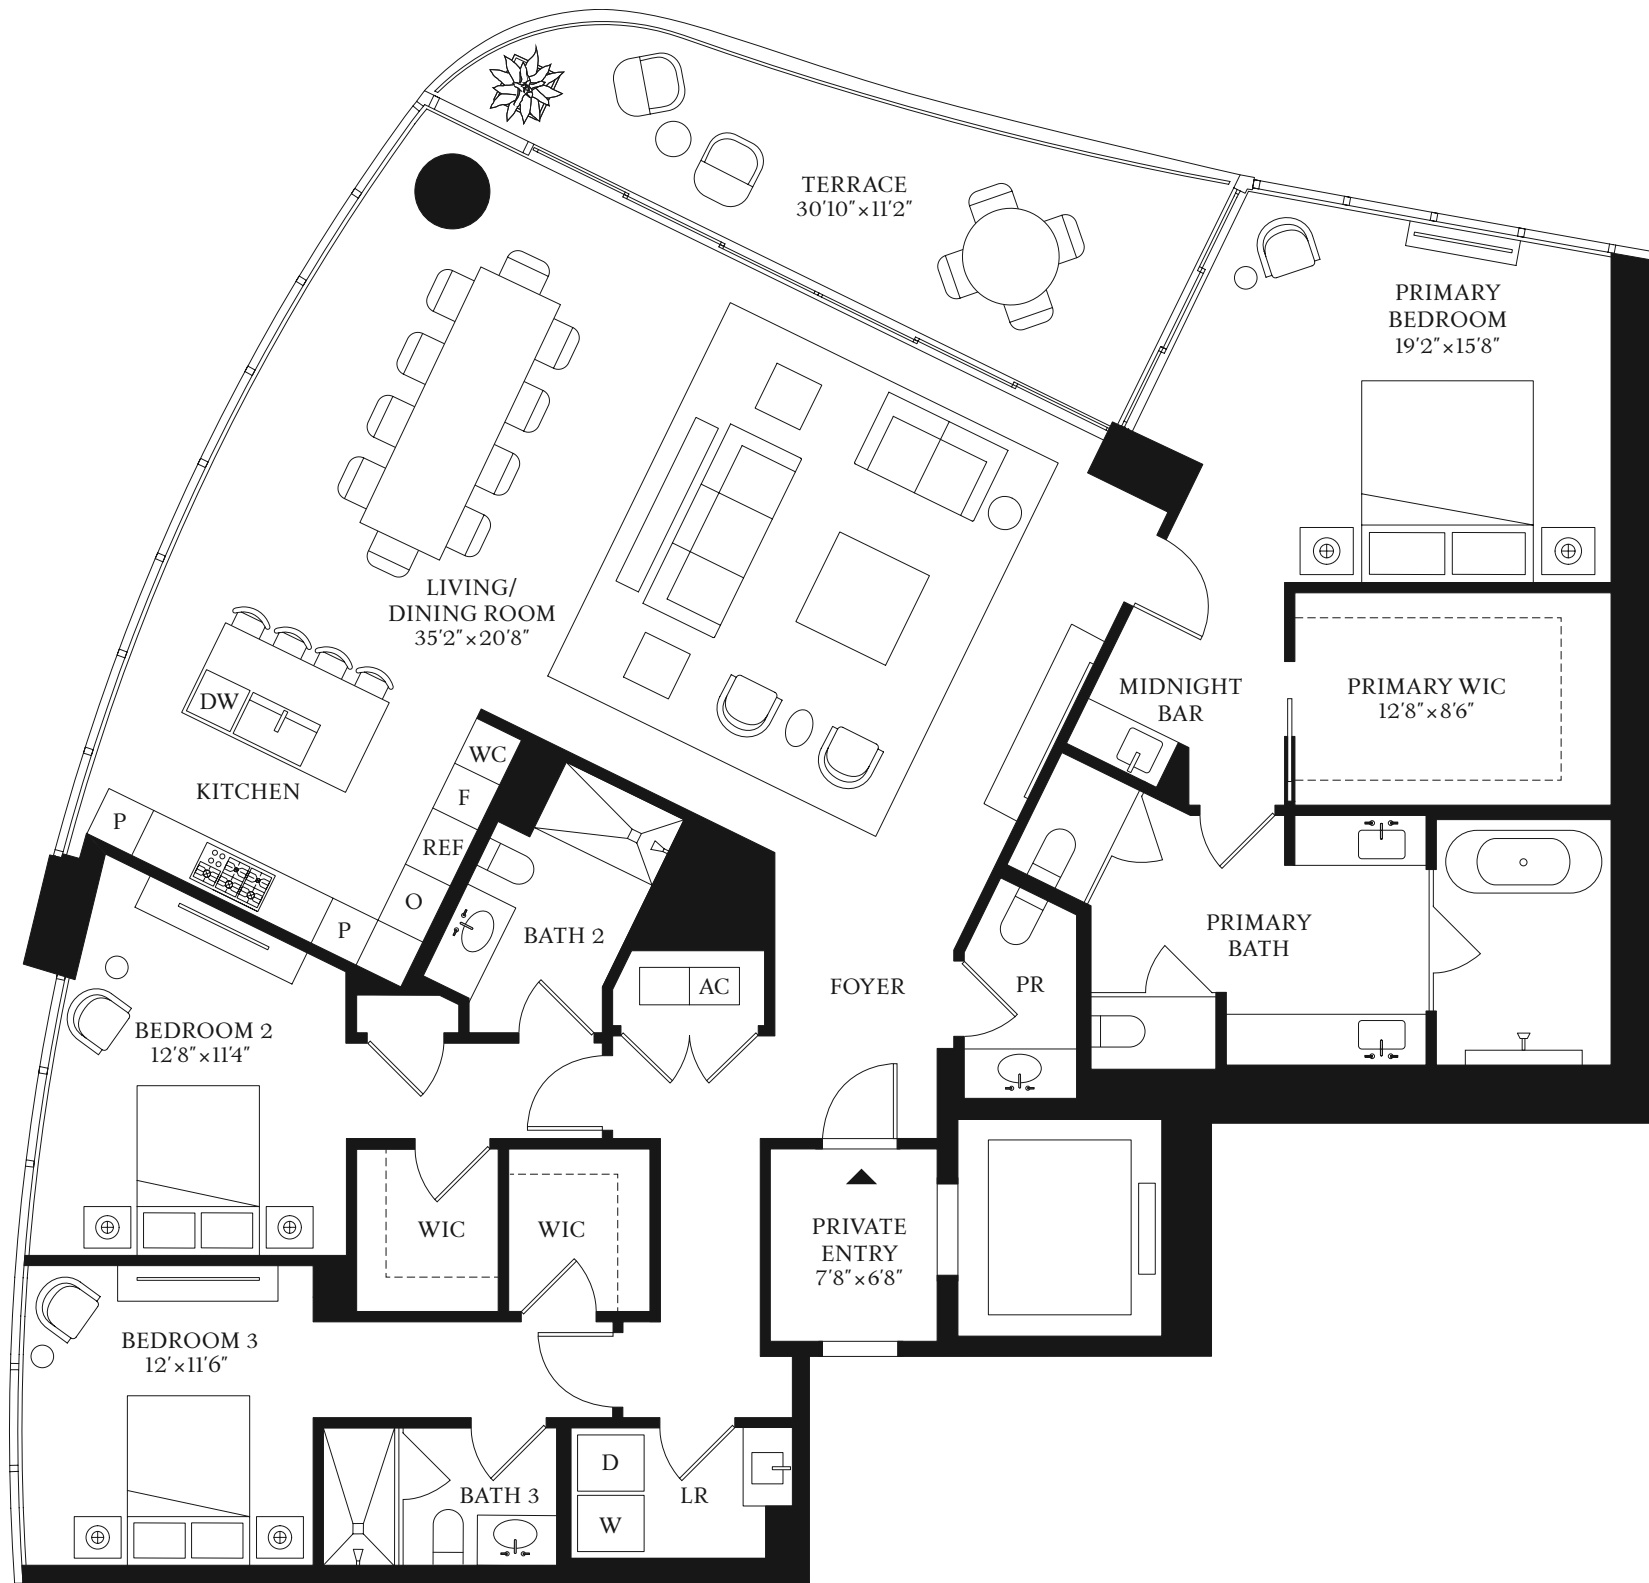 TERRACE
30'10"×11'2"
PRIMARY
BEDROOM
19'2"×15'8"
LIVING/
DINING ROOM
35'2"×20'8"
MIDNIGHT
BAR
PRIMARY WIC
12'8"×8'6"
DW
KITCHEN
WC
F
REF
O
P
P
BATH 2
AC
FOYER
PR
PRIMARY
BATH
BEDROOM 2
12'8"×11'4"
WIC
WIC
PRIVATE
ENTRY
7'8"×6'8"
BEDROOM 3
12'×11'6"
BATH 3
D
W
LR